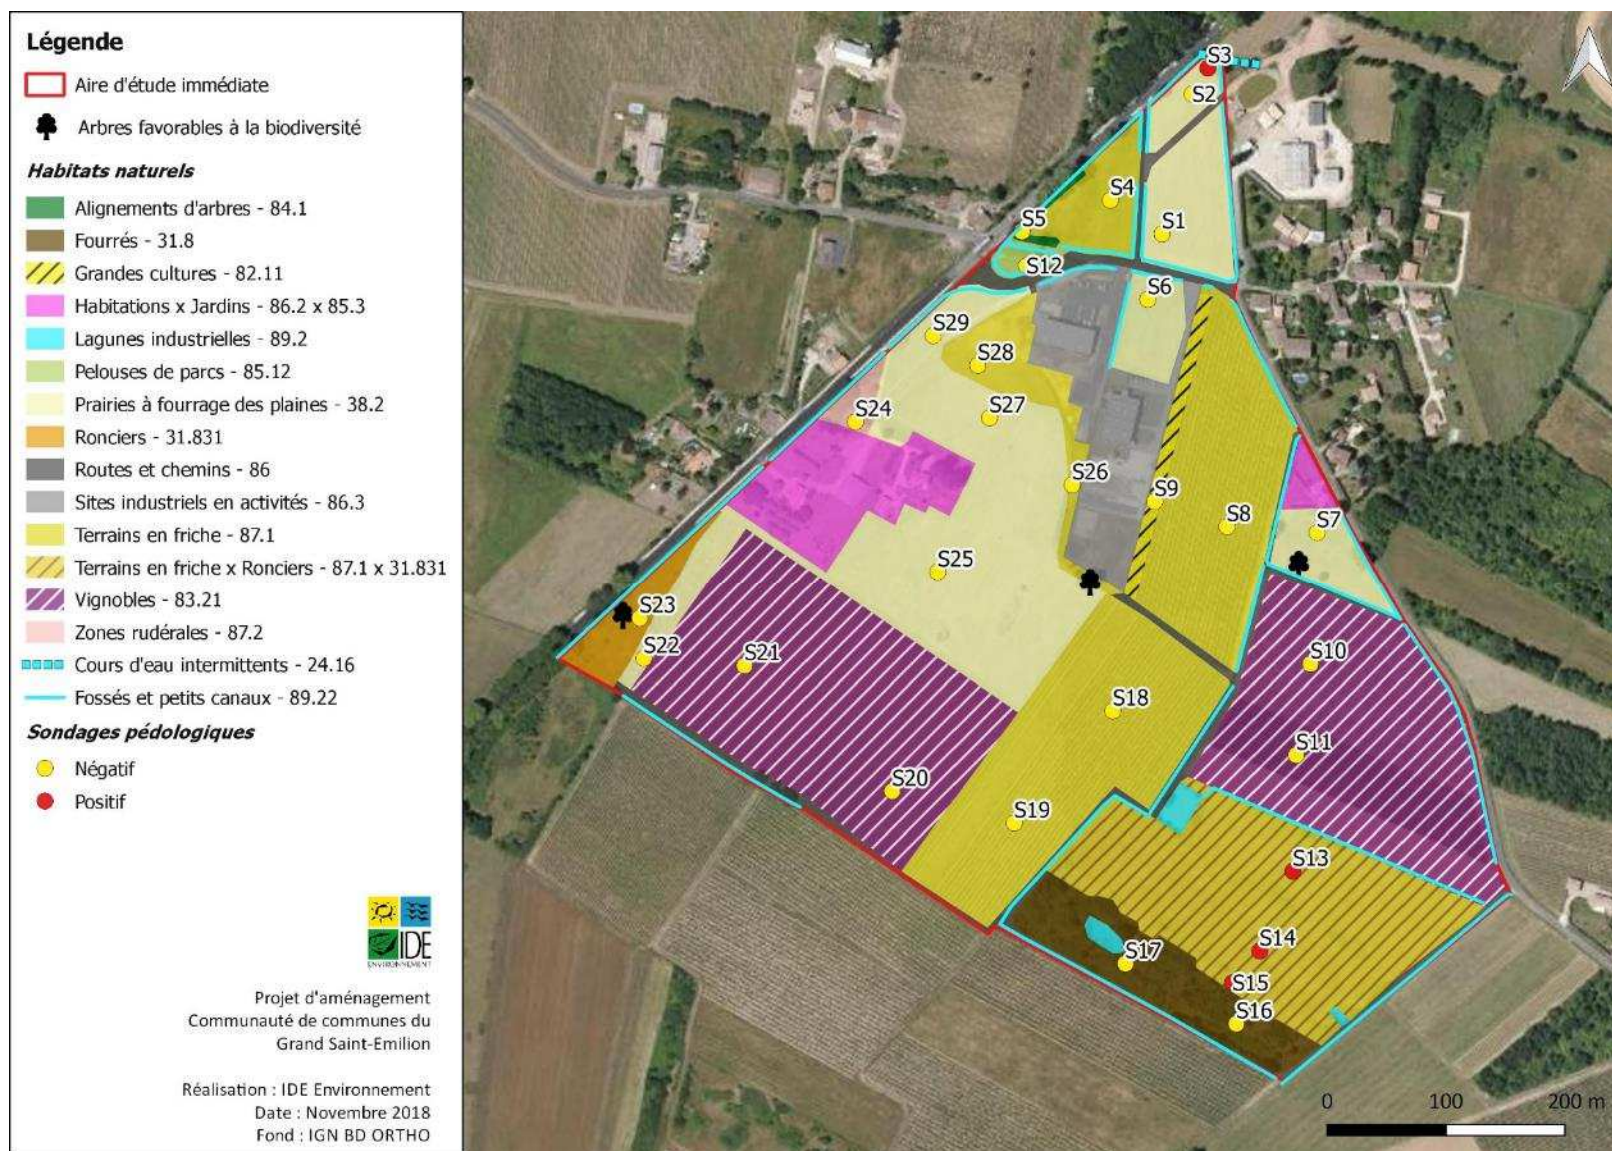 Légende
Aire d'étude immédiate
Arbres favorables à la biodiversité
Habitats naturels
Alignements d'arbres - 84.1
Fourrés - 31.8
Grandes cultures - 82.11
Habitations x Jardins - 86.2 x 85.3
Lagunes industrielles - 89.2
Pelouses de parcs - 85.12
Prairies à fourrage des plaines - 38.2
Ronciers - 31.831
Routes et chemins - 86
Sites industriels en activités - 86.3
Terrains en friche - 87.1
Terrains en friche x Ronciers - 87.1 x 31.831
Vignobles - 83.21
Zones rudérales - 87.2
Cours d'eau intermittents - 24.16
Fossés et petits canaux - 89.22
Sondages pédologiques
Négatif
Positif
IDE
ENVIRONNEMENT
Projet d'aménagement
Communauté de communes du
Grand Saint-Emilion
Réalisation : IDE Environnement
Date : Novembre 2018
Fond : IGN BD ORTHO
S3
S2
S4
S1
S5
S12
S6
S29
S28
S24
S27
S26
S9
S8
S7
S25
S23
S22
S21
S10
S18
S11
S20
S19
S13
S14
S17
S15
S16
0 100 200 m